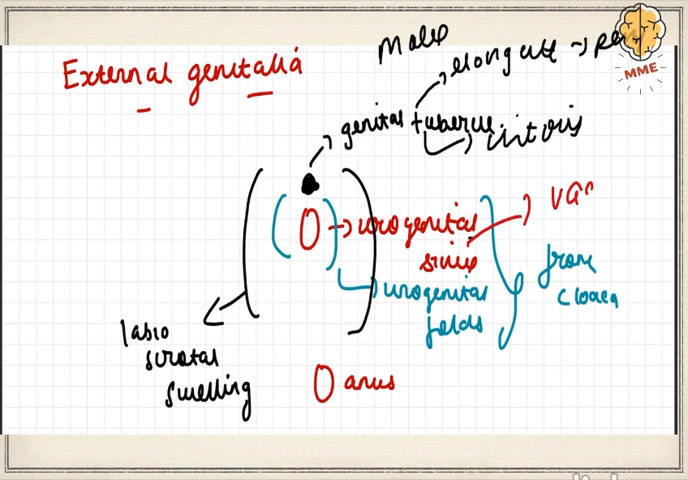 External genitalia
Male
elongate → pe
MME
genital tubercle
clitoris
urogenital
sinus
va
urogenital
folds
from
cloaca
labio
scrotal
swelling
anus